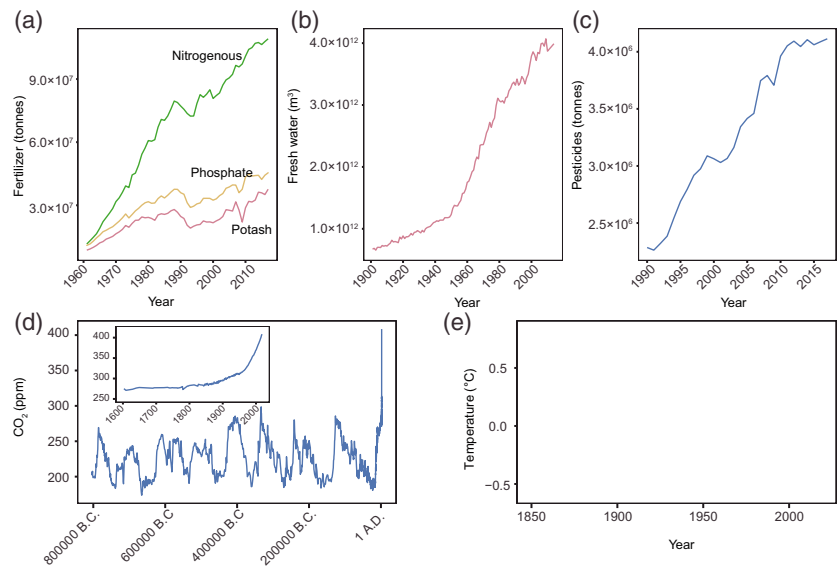 (a)
Fertilizer (tonnes)
9.0×10⁷
6.0×10⁷
3.0×10⁷
Nitrogenous
Phosphate
Potash
1960
1970
1980
1990
2000
2010
Year
(b)
Fresh water (m³)
4.0×10¹²
3.0×10¹²
2.0×10¹²
1.0×10¹²
1900
1920
1940
1960
1980
2000
Year
(c)
Pesticides (tonnes)
4.0×10⁶
3.5×10⁶
3.0×10⁶
2.5×10⁶
1990
1995
2000
2005
2010
2015
Year
(d)
CO₂ (ppm)
400
350
300
250
200
400
350
300
250
1600
1700
1800
1900
2000
800000 B.C.
600000 B.C
400000 B.C
200000 B.C.
1 A.D.
(e)
Temperature (°C)
0.5
0.0
−0.5
1850
1900
1950
2000
Year